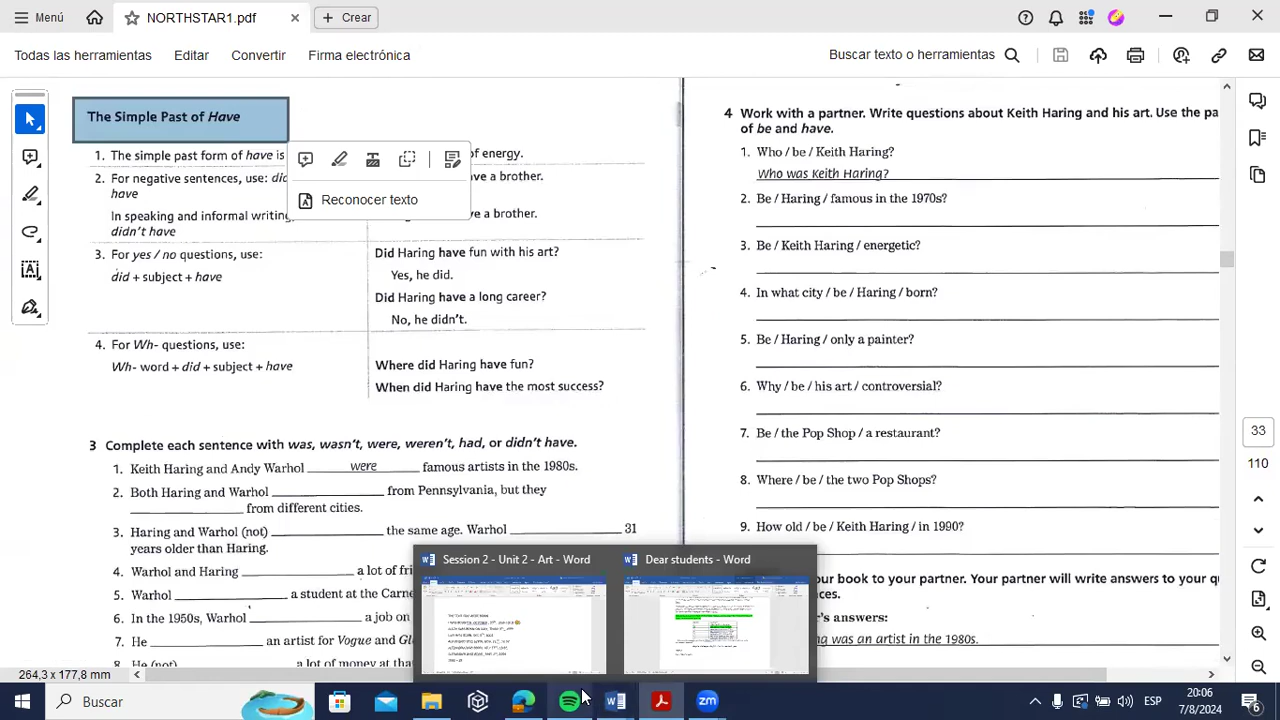 Menú
NORTHSTAR1.pdf
Crear
Todas las herramientas
Editar
Convertir
Firma electrónica
Buscar texto o herramientas
The Simple Past of Have
1. The simple past form of have is
of energy.
2. For negative sentences, use:
have
a brother.
In speaking and informal writing,
didn't have
a brother.
3. For yes / no questions, use:
did + subject + have
Did Haring have fun with his art?
Yes, he did.
Did Haring have a long career?
No, he didn't.
4. For Wh- questions, use:
Wh- word + did + subject + have
Where did Haring have fun?
When did Haring have the most success?
Reconocer texto
3 Complete each sentence with was, wasn't, were, weren't, had, or didn't have.
1. Keith Haring and Andy Warhol were famous artists in the 1980s.
2. Both Haring and Warhol from Pennsylvania, but they
from different cities.
3. Haring and Warhol (not) the same age. Warhol 31
years older than Haring.
4. Warhol and Haring a lot of
5. Warhol a student at the
6. In the 1950s, Warhol a job on
7. He an artist for Vogue and
8. He (not) a lot of money at
4 Work with a partner. Write questions about Keith Haring and his art. Use the
of be and have.
1. Who / be / Keith Haring?
Who was Keith Haring?
2. Be / Haring / famous in the 1970s?
3. Be / Keith Haring / energetic?
4. In what city / be / Haring / born?
5. Be / Haring / only a painter?
6. Why / be / his art / controversial?
7. Be / the Pop Shop / a restaurant?
8. Where / be / the two Pop Shops?
9. How old / be / Keith Haring / in 1990?
your book to your partner. Your partner will write answers to your
answers:
was an artist in the 1980s.
33
110
Session 2 - Unit 2 - Art - Word
Dear students - Word
26,3 x 17,8 mm
Buscar
ESP
20:06
7/8/2024
6